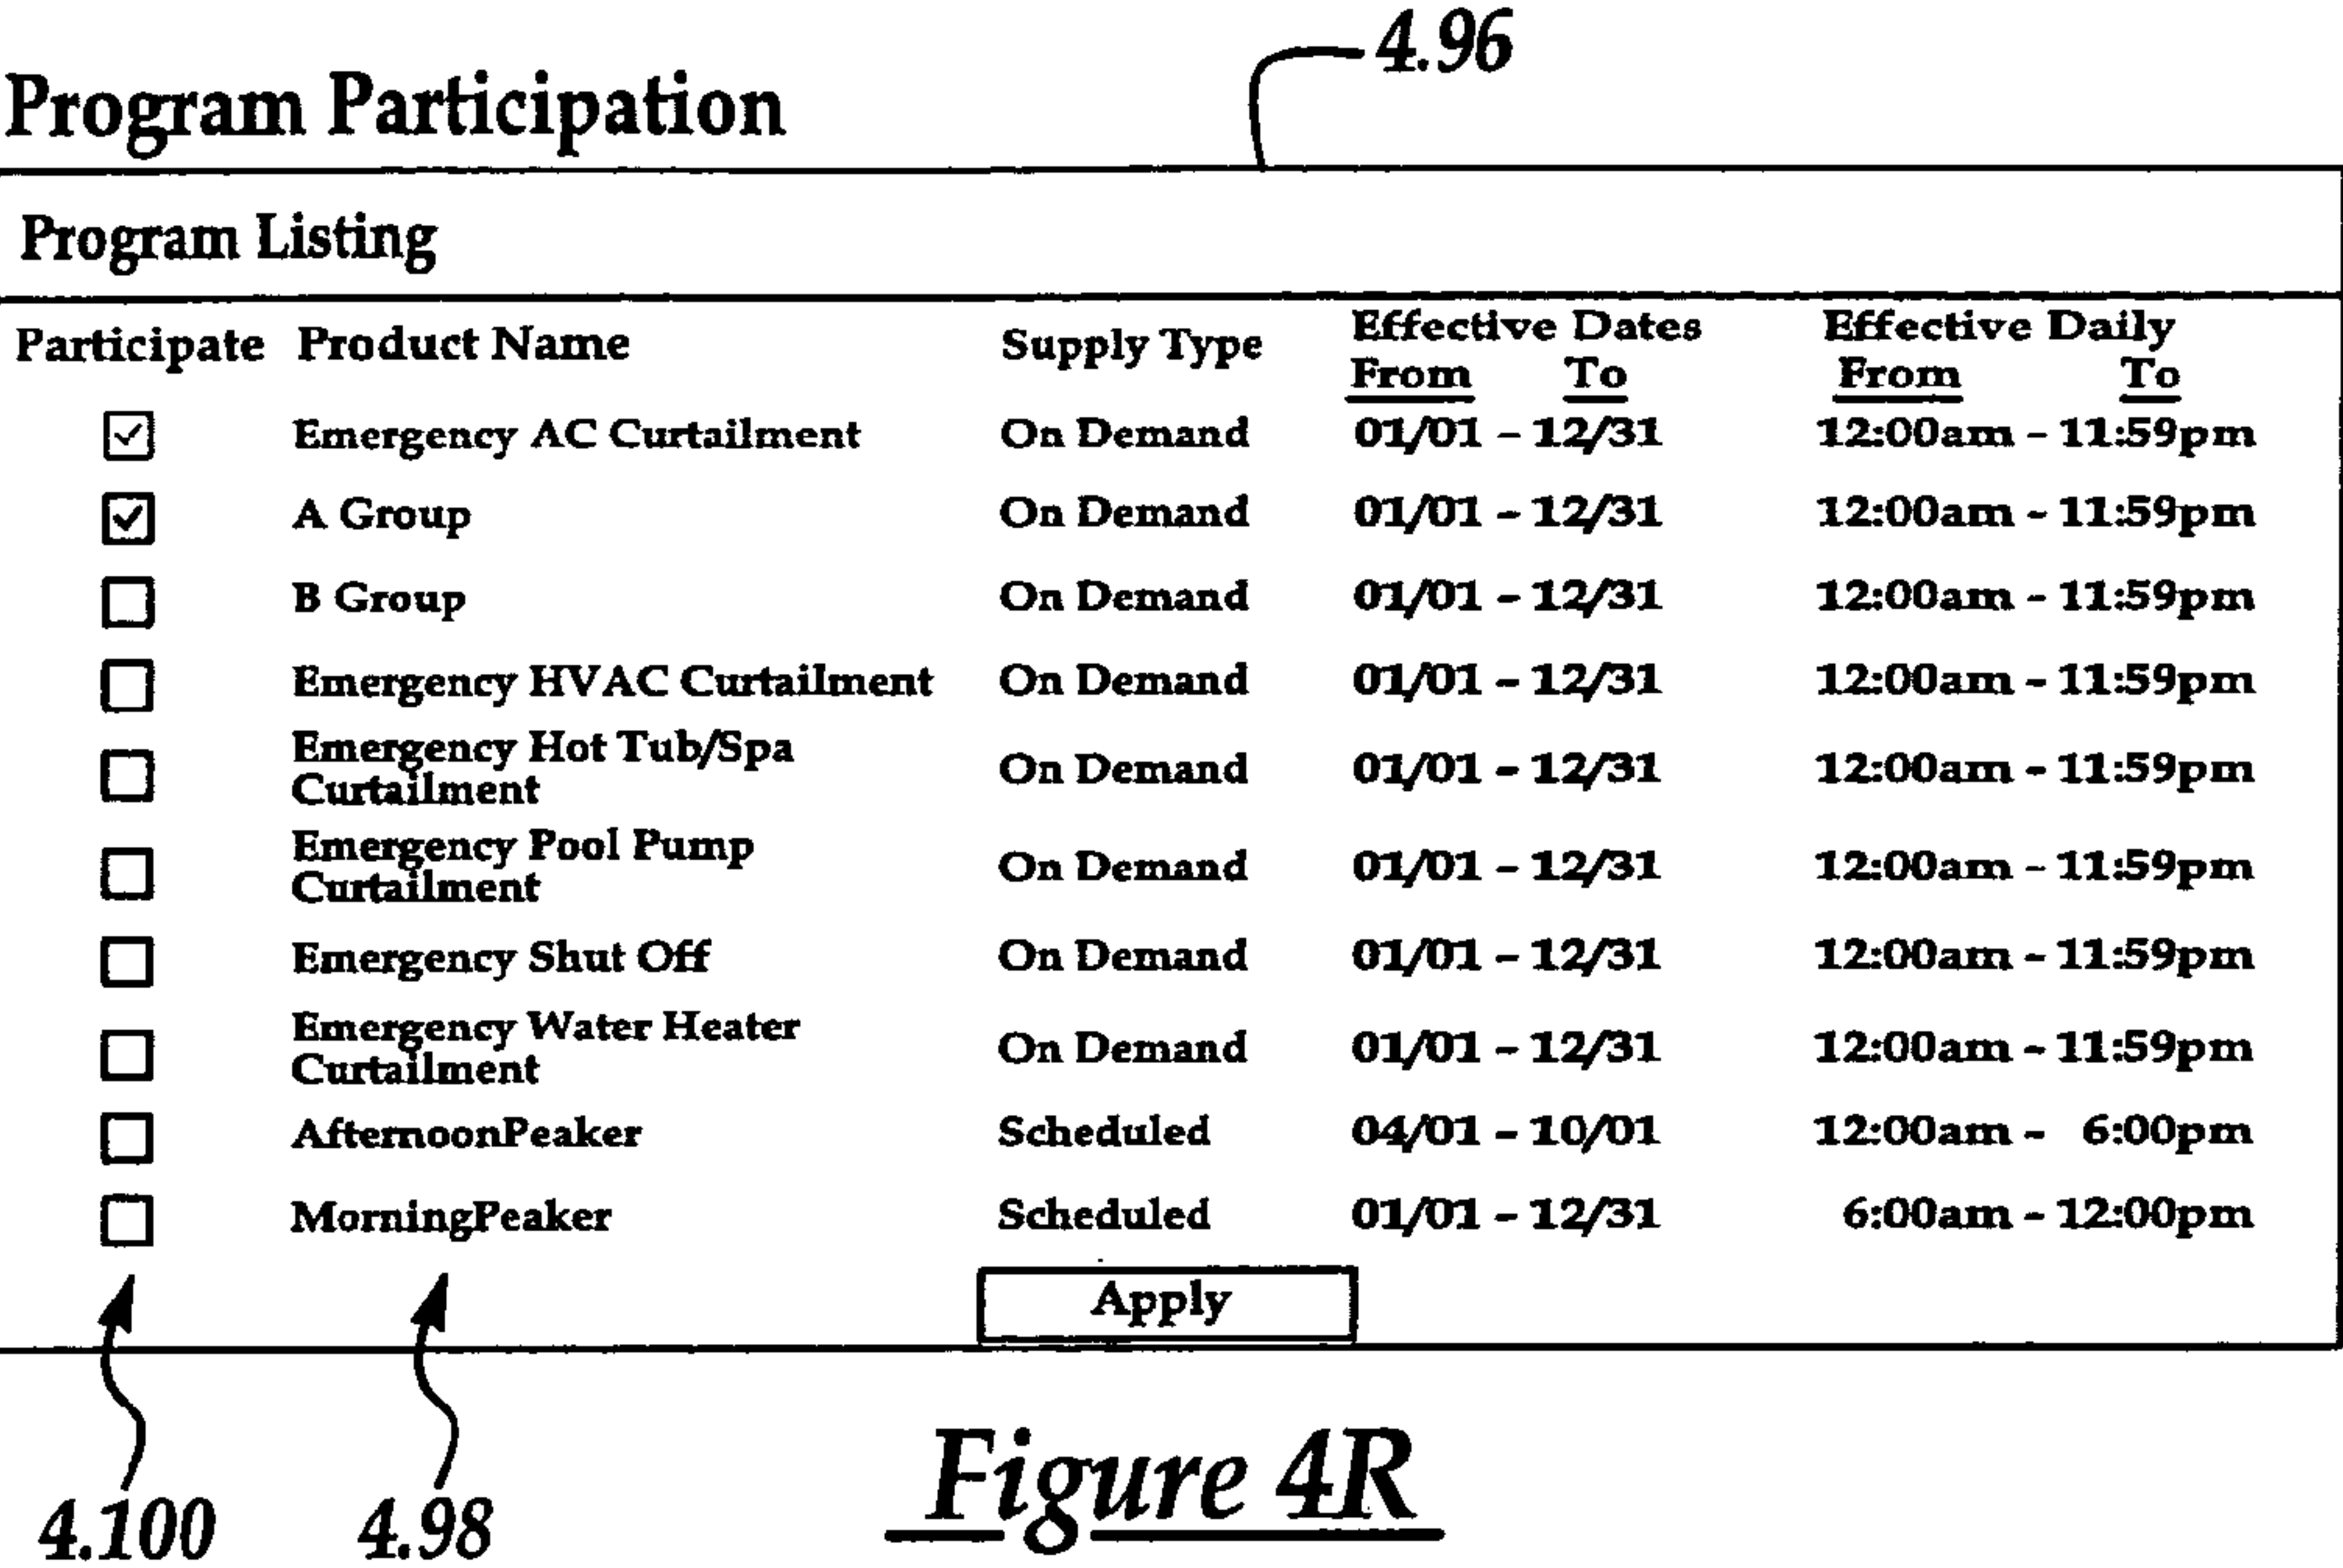 4.96
Program Participation
Program Listing
Participate Product Name Supply Type Effective Dates Effective Daily
From To From To
Emergency AC Curtailment On Demand 01/01 - 12/31 12:00am - 11:59pm
A Group On Demand 01/01 - 12/31 12:00am - 11:59pm
B Group On Demand 01/01 - 12/31 12:00am - 11:59pm
Emergency HVAC Curtailment On Demand 01/01 - 12/31 12:00am - 11:59pm
Emergency Hot Tub/Spa
Curtailment On Demand 01/01 - 12/31 12:00am - 11:59pm
Emergency Pool Pump
Curtailment On Demand 01/01 - 12/31 12:00am - 11:59pm
Emergency Shut Off On Demand 01/01 - 12/31 12:00am - 11:59pm
Emergency Water Heater
Curtailment On Demand 01/01 - 12/31 12:00am - 11:59pm
AfternoonPeaker Scheduled 04/01 - 10/01 12:00am - 6:00pm
MorningPeaker Scheduled 01/01 - 12/31 6:00am - 12:00pm
Apply
4.100 4.98
Figure 4R